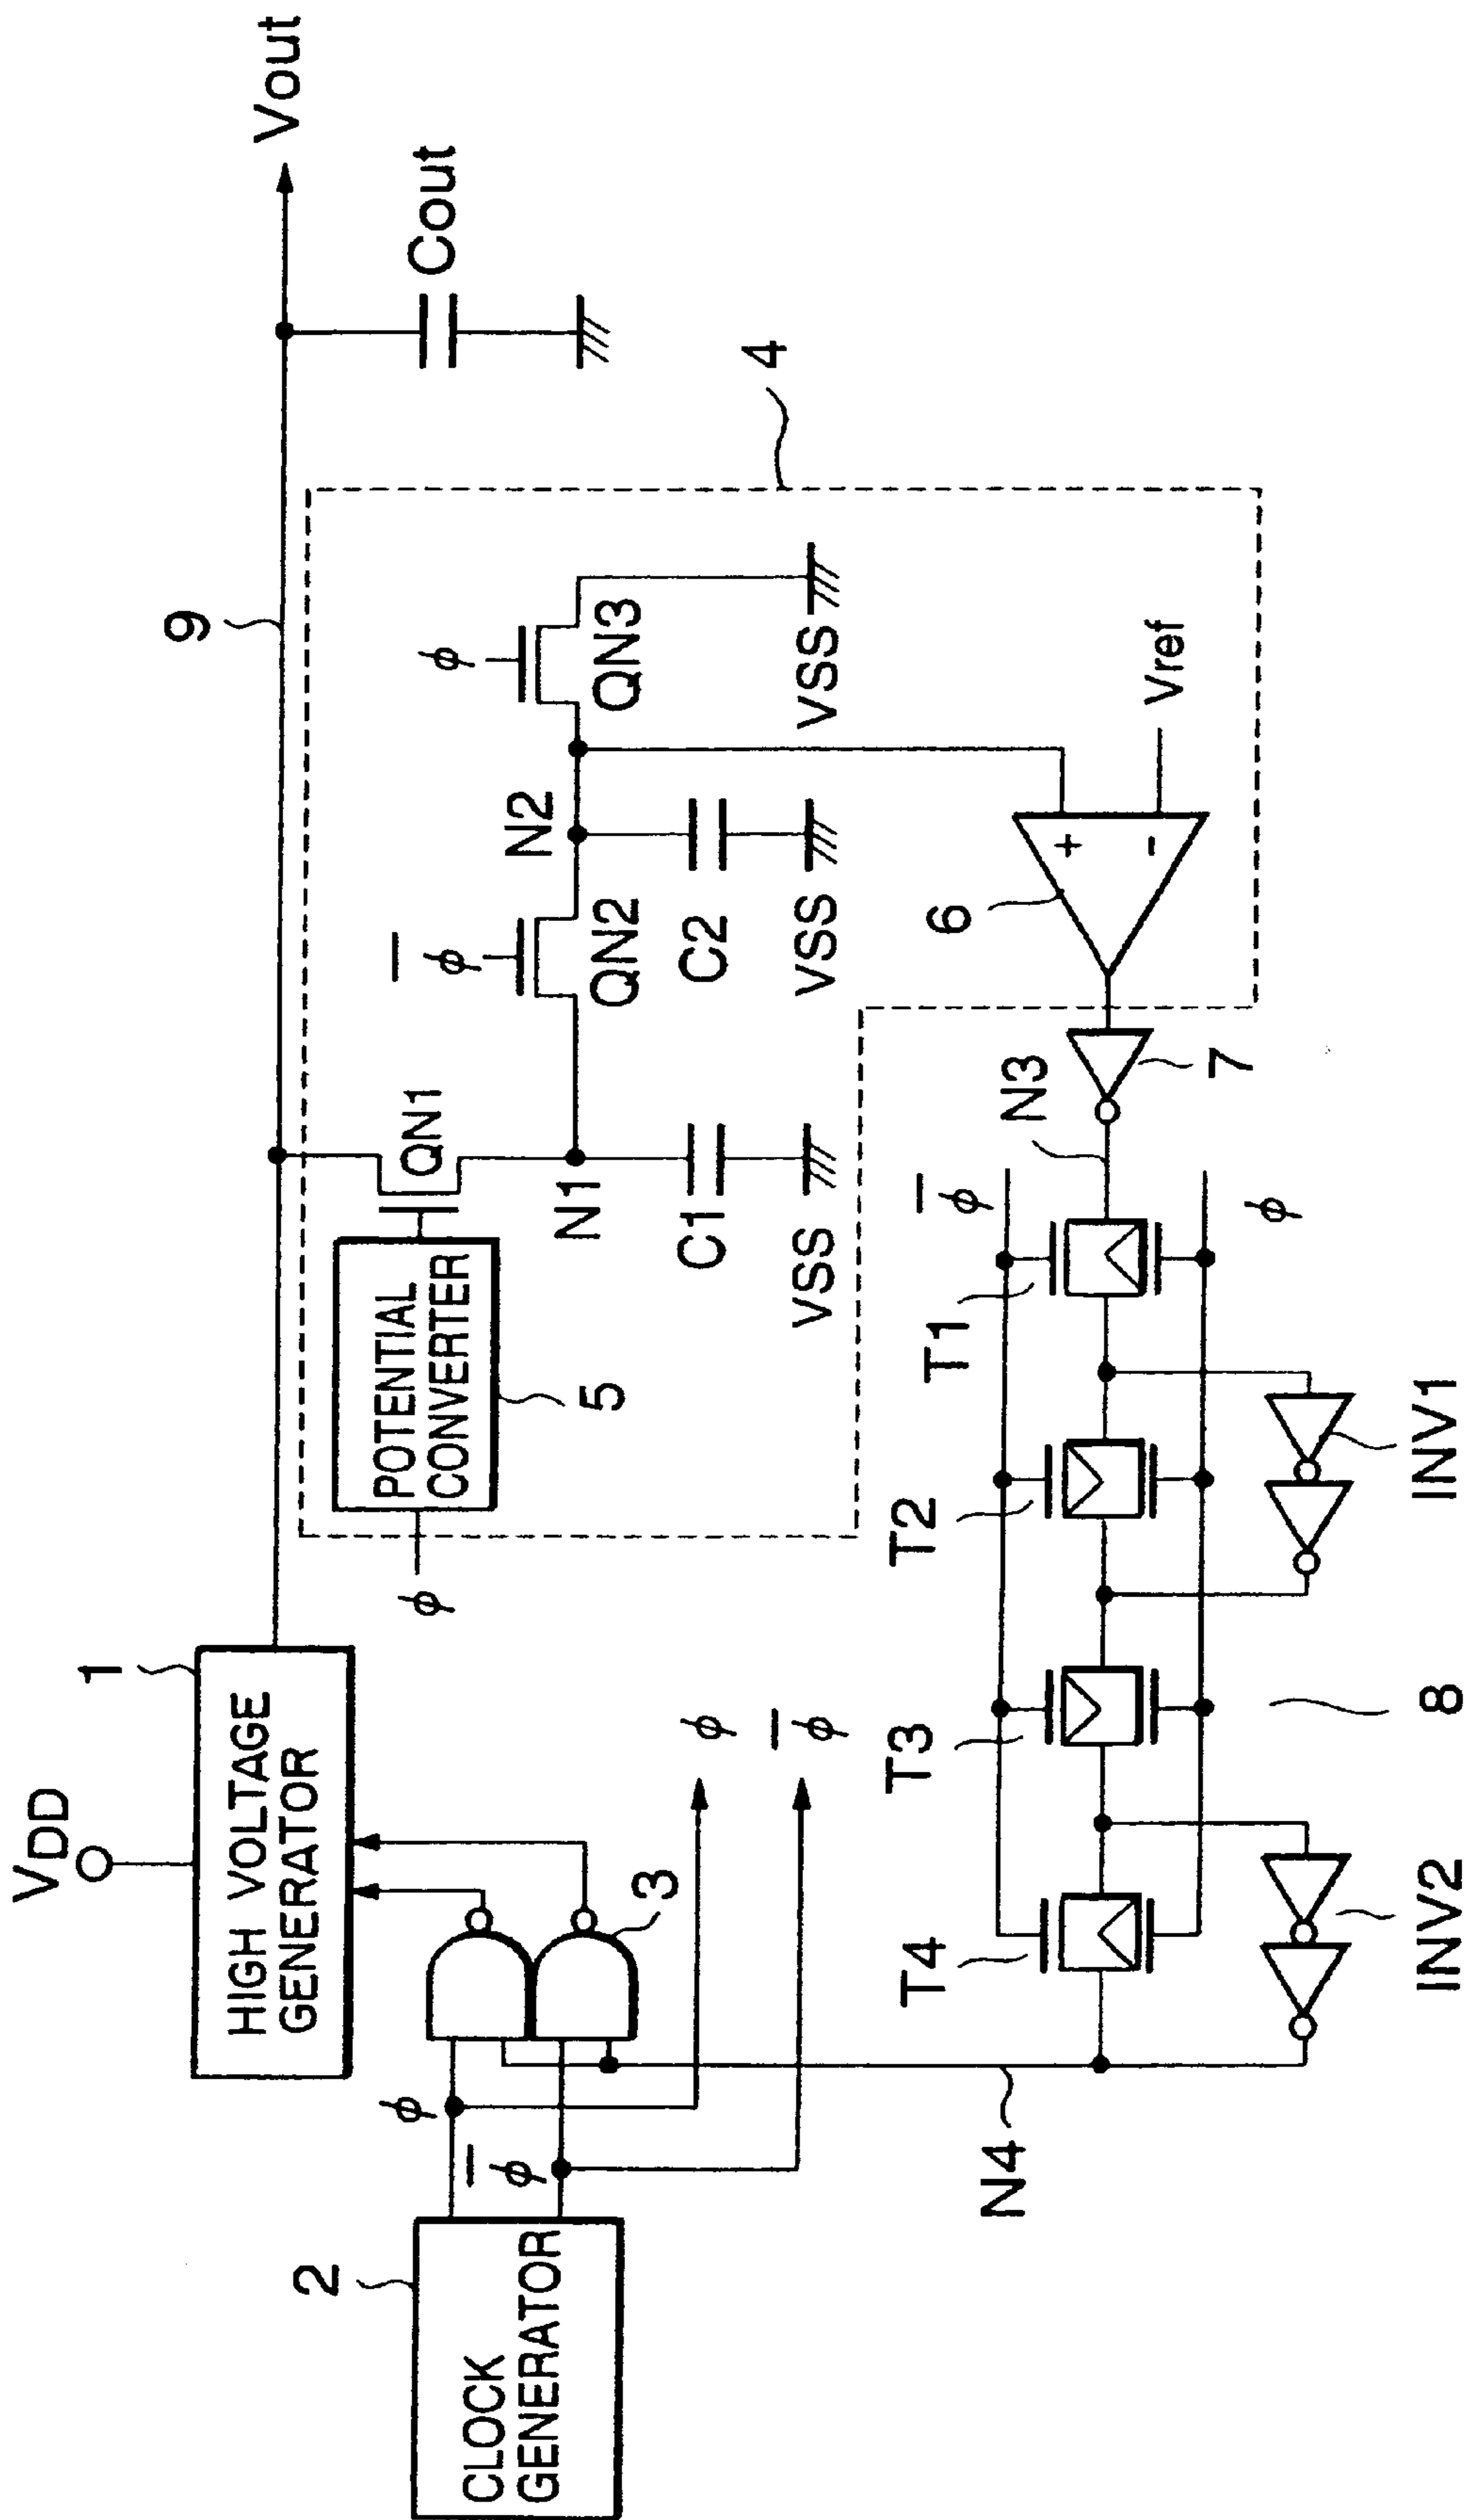 VDD
1
HIGH VOLTAGE
GENERATOR
9
Vout
Cout
4
POTENTIAL
CONVERTER
5
ϕ
QN1
N1
C1
VSS
ϕ̅
QN2
N2
C2
VSS
ϕ
QN3
VSS
+
-
Vref
6
7
N3
2
CLOCK
GENERATOR
ϕ
ϕ̅
3
ϕ
ϕ̅
N4
T4
T3
T2
T1
ϕ̅
ϕ
INV2
8
INV1